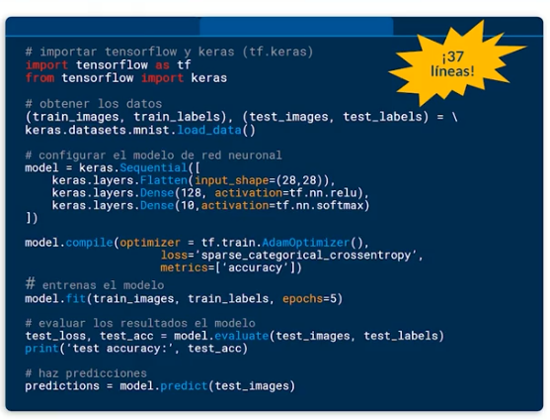 ¡37
líneas!
# importar tensorflow y keras (tf.keras)
import tensorflow as tf
from tensorflow import keras
# obtener los datos
(train_images, train_labels), (test_images, test_labels) = \
keras.datasets.mnist.load_data()
# configurar el modelo de red neuronal
model = keras.Sequential([
    keras.layers.Flatten(input_shape=(28,28)),
    keras.layers.Dense(128, activation=tf.nn.relu),
    keras.layers.Dense(10,activation=tf.nn.softmax)
])
model.compile(optimizer = tf.train.AdamOptimizer(),
                    loss='sparse_categorical_crossentropy',
                    metrics=['accuracy'])
# entrenas el modelo
model.fit(train_images, train_labels, epochs=5)
# evaluar los resultados el modelo
test_loss, test_acc = model.evaluate(test_images, test_labels)
print('test accuracy:', test_acc)
# haz predicciones
predictions = model.predict(test_images)